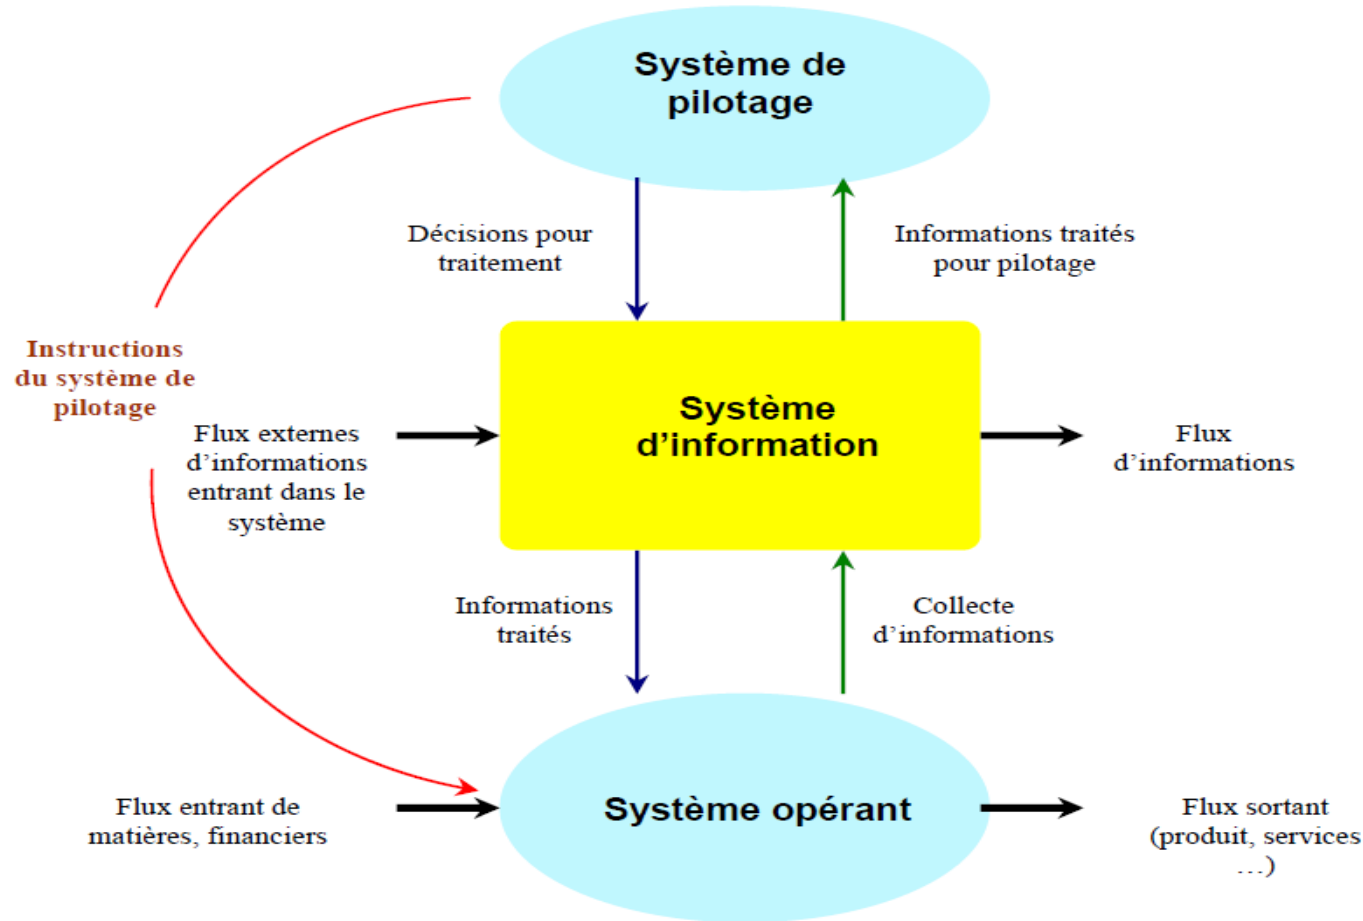 Système de
pilotage
Décisions pour
traitement
Informations traités
pour pilotage
Instructions
du système de
pilotage
Flux externes
d’informations
entrant dans le
système
Système
d’information
Flux
d’informations
Informations
traités
Collecte
d’informations
Flux entrant de
matières, financiers
Système opérant
Flux sortant
(produit, services
…)